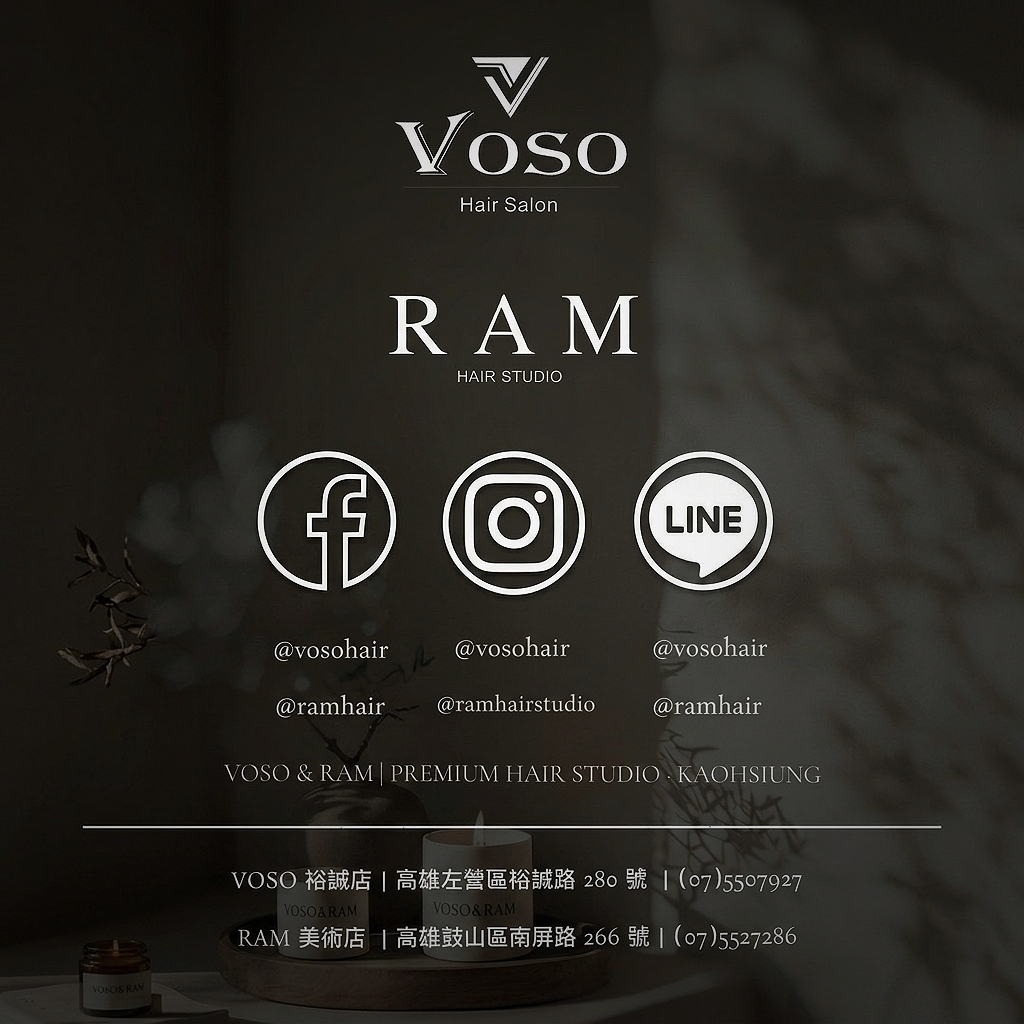 VOSO
Hair Salon
RAM
HAIR STUDIO
LINE
@vosohair @vosohair @vosohair
@ramhair @ramhairstudio @ramhair
VOSO & RAM | PREMIUM HAIR STUDIO · KAOHSIUNG
VOSO 裕誠店 | 高雄左營區裕誠路 280 號 | (07)5507927
VOSO&RAM VOSO&RAM
RAM 美術店 | 高雄鼓山區南屏路 266 號 | (07)5527286
VOSO&RAM